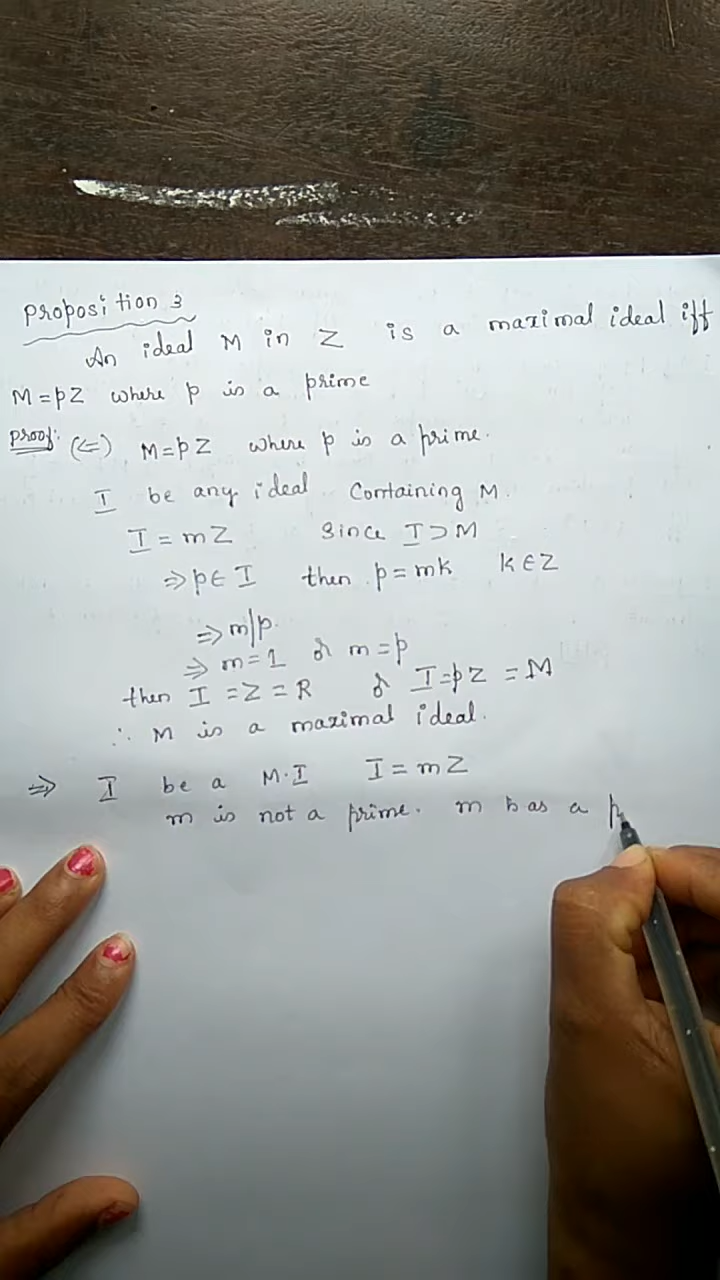 Proposition 3
An ideal M in Z is a maximal ideal iff
M = pZ where p is a prime
Proof: (⇐) M = pZ where p is a prime.
I be any ideal Containing M.
I = mZ Since I ⊃ M
⇒ p ∈ I then p = mk k ∈ Z
⇒ m/p.
⇒ m = 1 or m = p
then I = Z = R or I = pZ = M
∴ M is a maximal ideal.
⇒ I be a M.I I = mZ
m is not a prime. m has a p